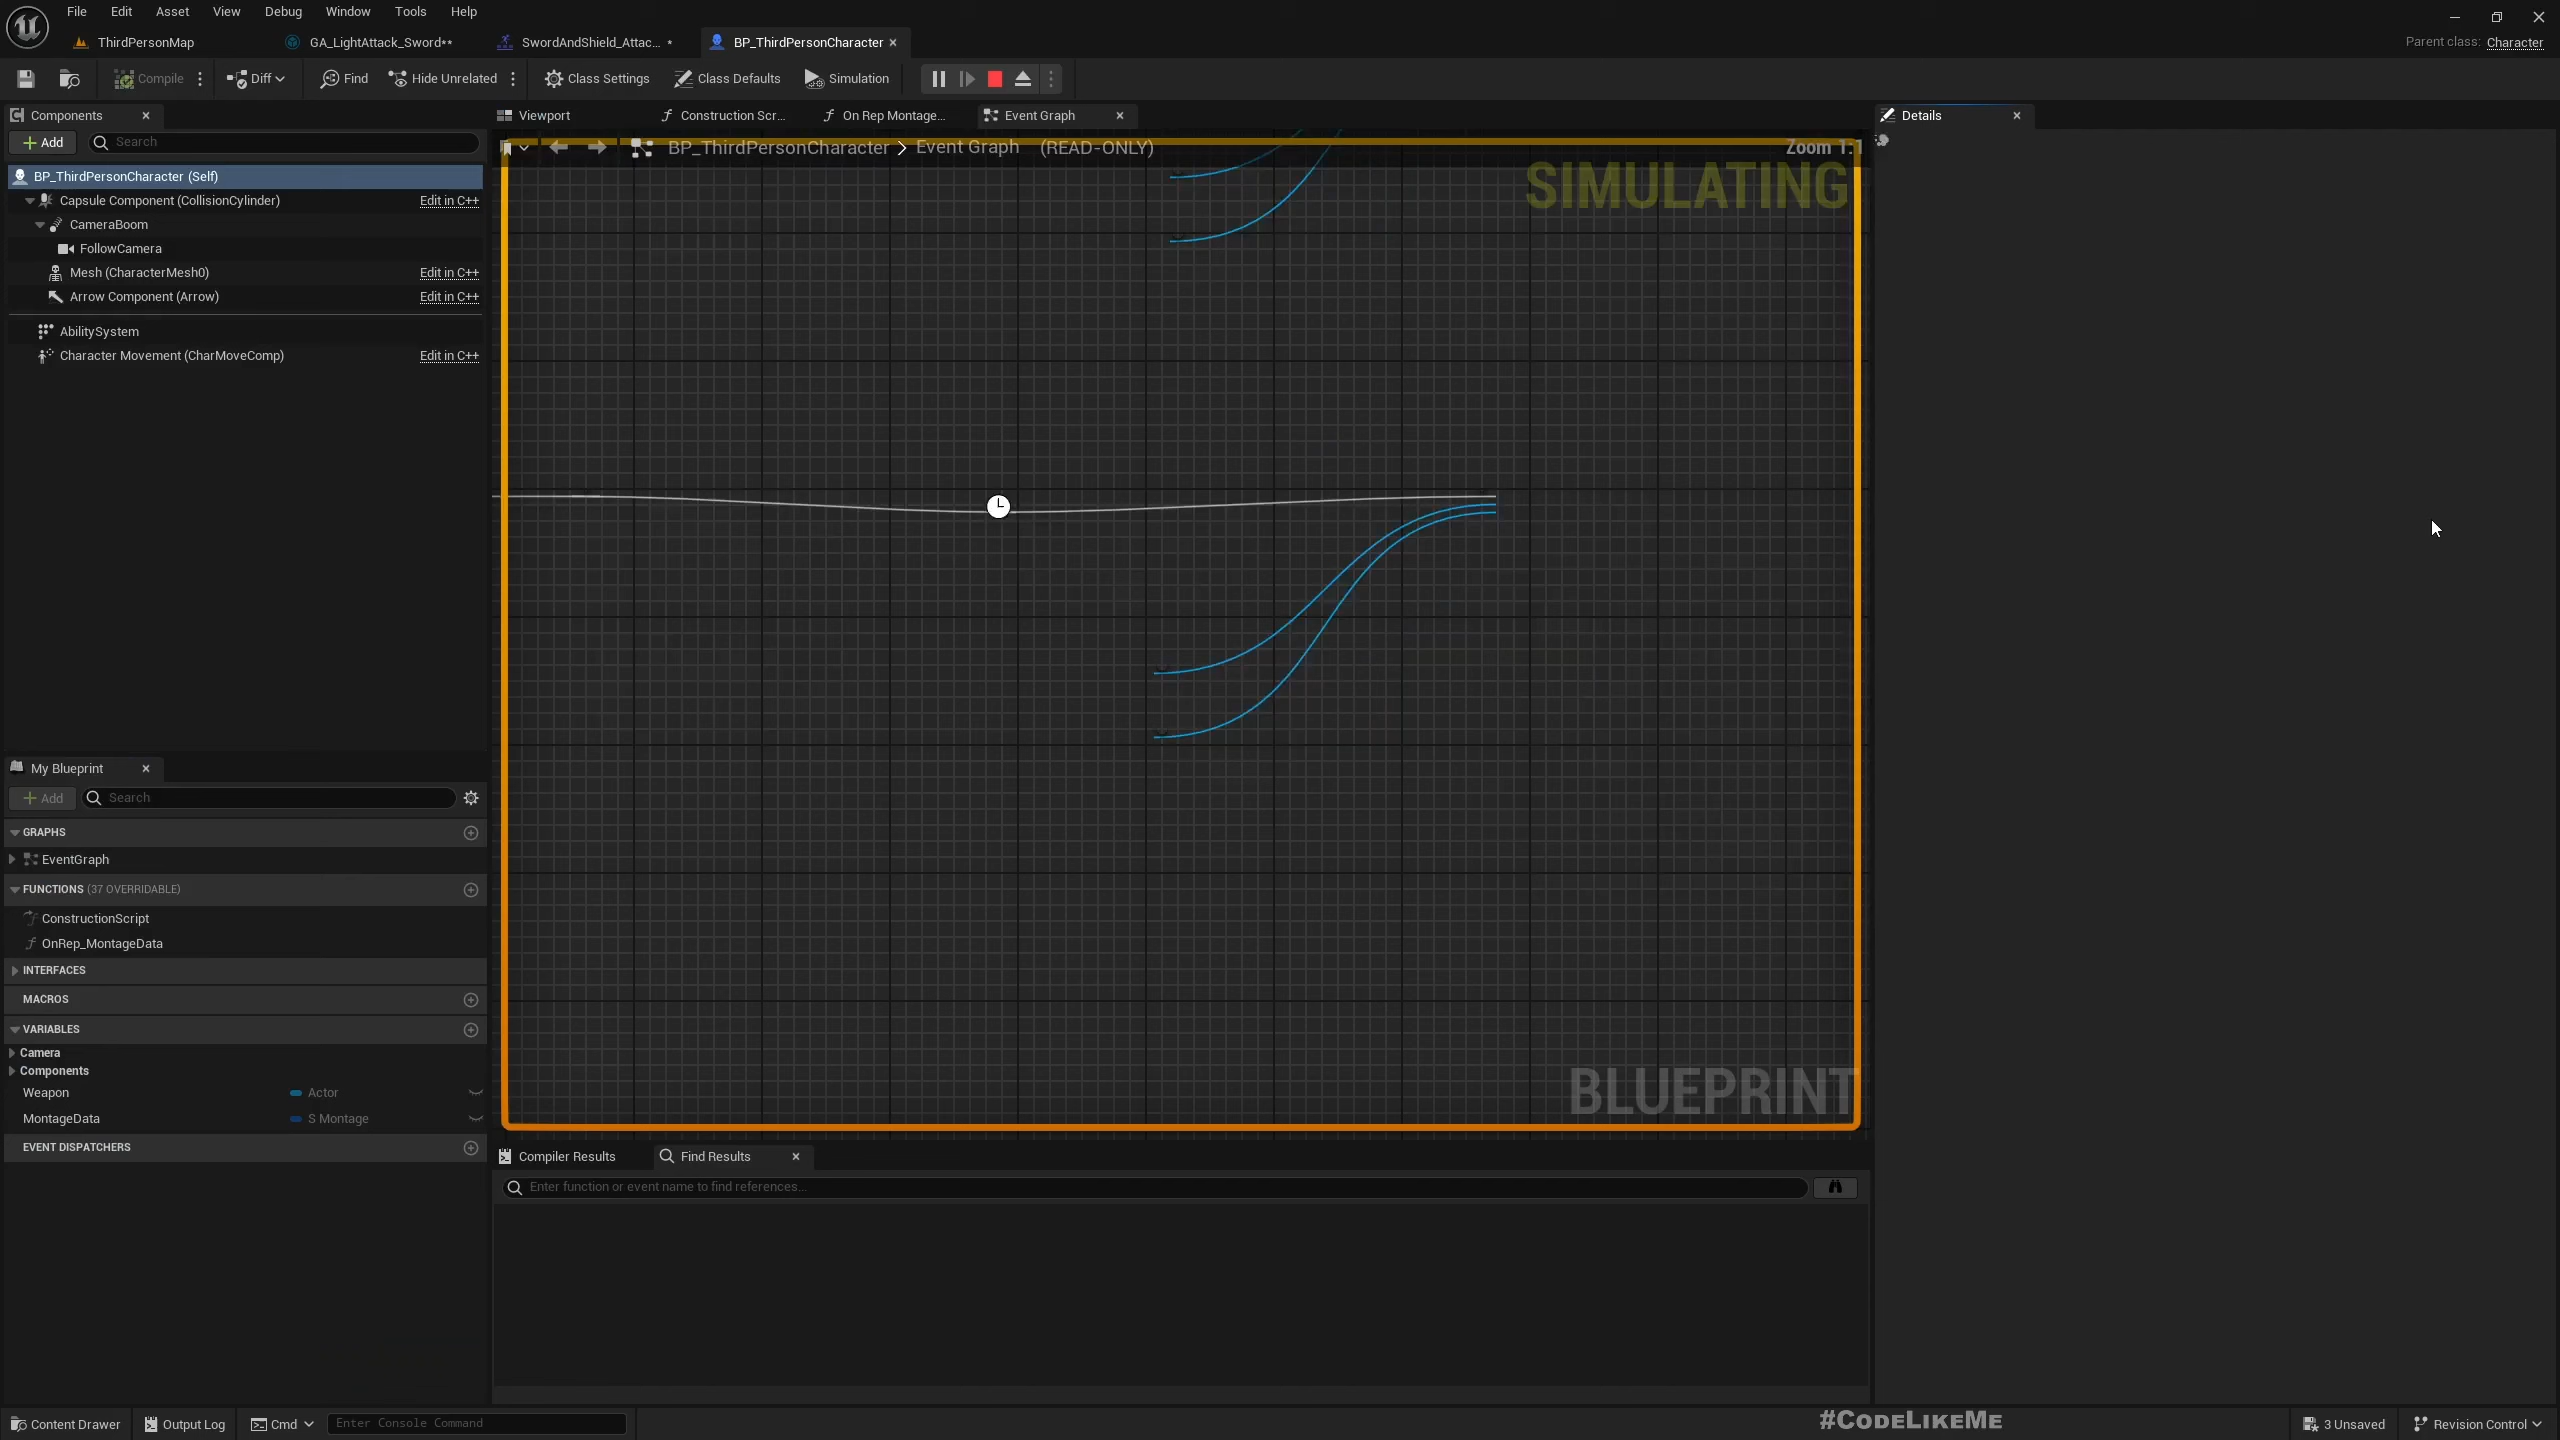 File Edit Asset View Debug Window Tools Help
ThirdPersonMap GA_LightAttack_Sword** SwordAndShield_Attac... * BP_ThirdPersonCharacter
Parent class: Character
Compile Diff Find Hide Unrelated Class Settings Class Defaults Simulation
Components
Viewport Construction Scr... On Rep Montage... Event Graph
Details
Add Search
BP_ThirdPersonCharacter > Event Graph (READ-ONLY)
Zoom 1:1
SIMULATING
BP_ThirdPersonCharacter (Self)
Capsule Component (CollisionCylinder) Edit in C++
CameraBoom
FollowCamera
Mesh (CharacterMesh0) Edit in C++
Arrow Component (Arrow) Edit in C++
AbilitySystem
Character Movement (CharMoveComp) Edit in C++
My Blueprint
Add Search
GRAPHS
EventGraph
FUNCTIONS (37 OVERRIDABLE)
ConstructionScript
OnRep_MontageData
INTERFACES
MACROS
VARIABLES
Camera
Components
Weapon Actor
MontageData S Montage
EVENT DISPATCHERS
BLUEPRINT
Compiler Results Find Results
Enter function or event name to find references...
Content Drawer Output Log Cmd Enter Console Command
#CODELIKEME
3 Unsaved Revision Control